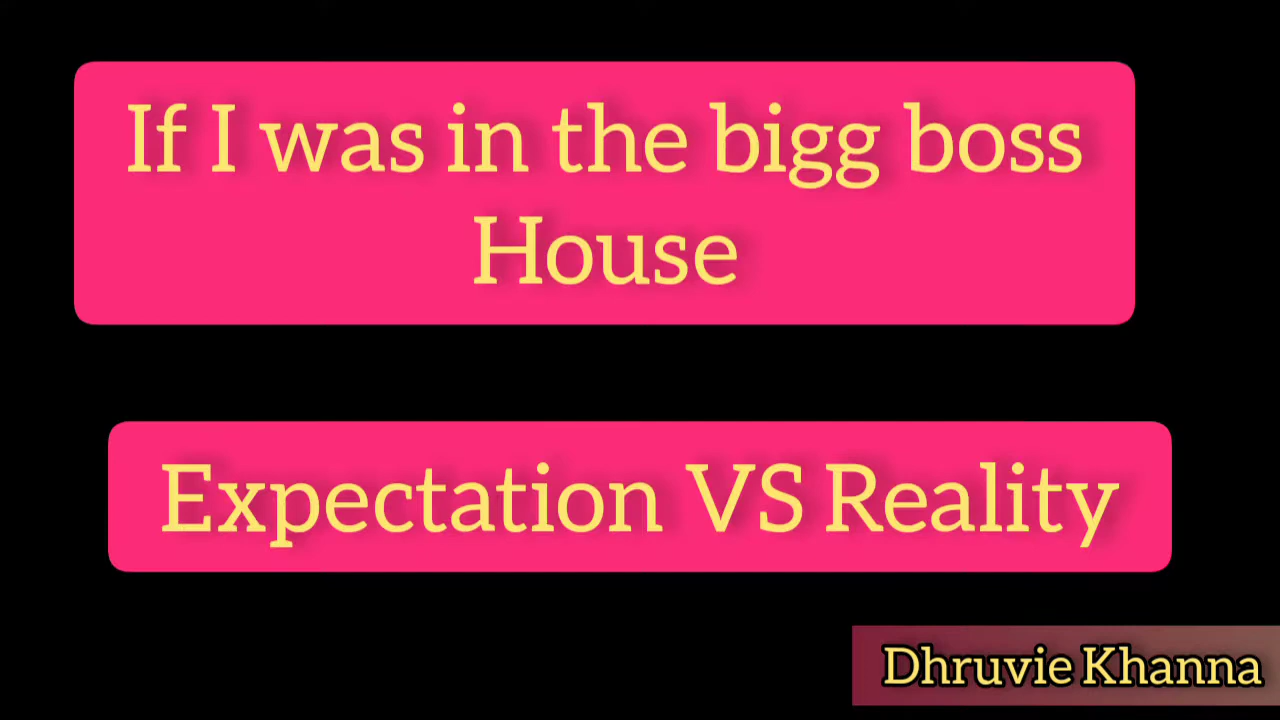 If I was in the bigg boss
House
Expectation VS Reality
Dhruvie Khanna